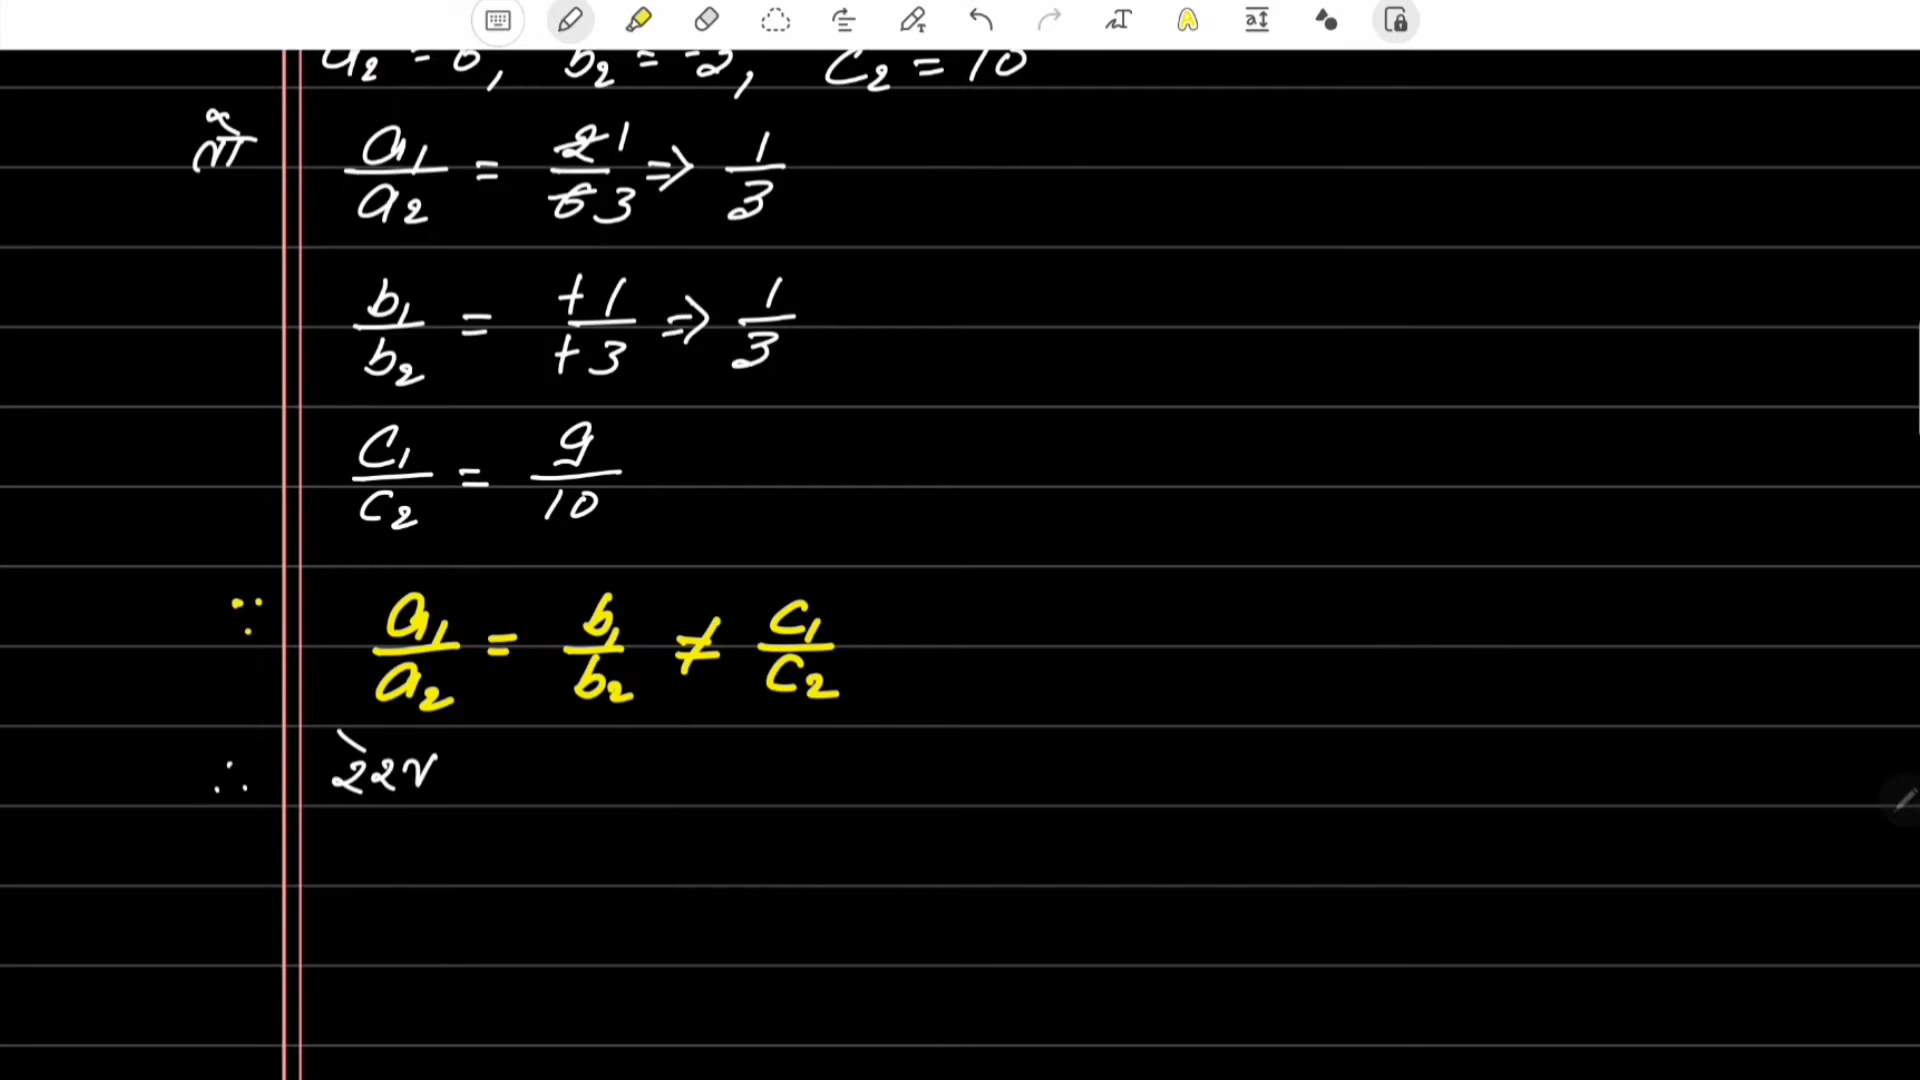 a₂ = 6, b₂ = -3, c₂ = 10
तो a₁/a₂ = 2 1/6 3 ⇒ 1/3
b₁/b₂ = +1/+3 ⇒ 1/3
c₁/c₂ = 9/10
∵ a₁/a₂ = b₁/b₂ ≠ c₁/c₂
∴